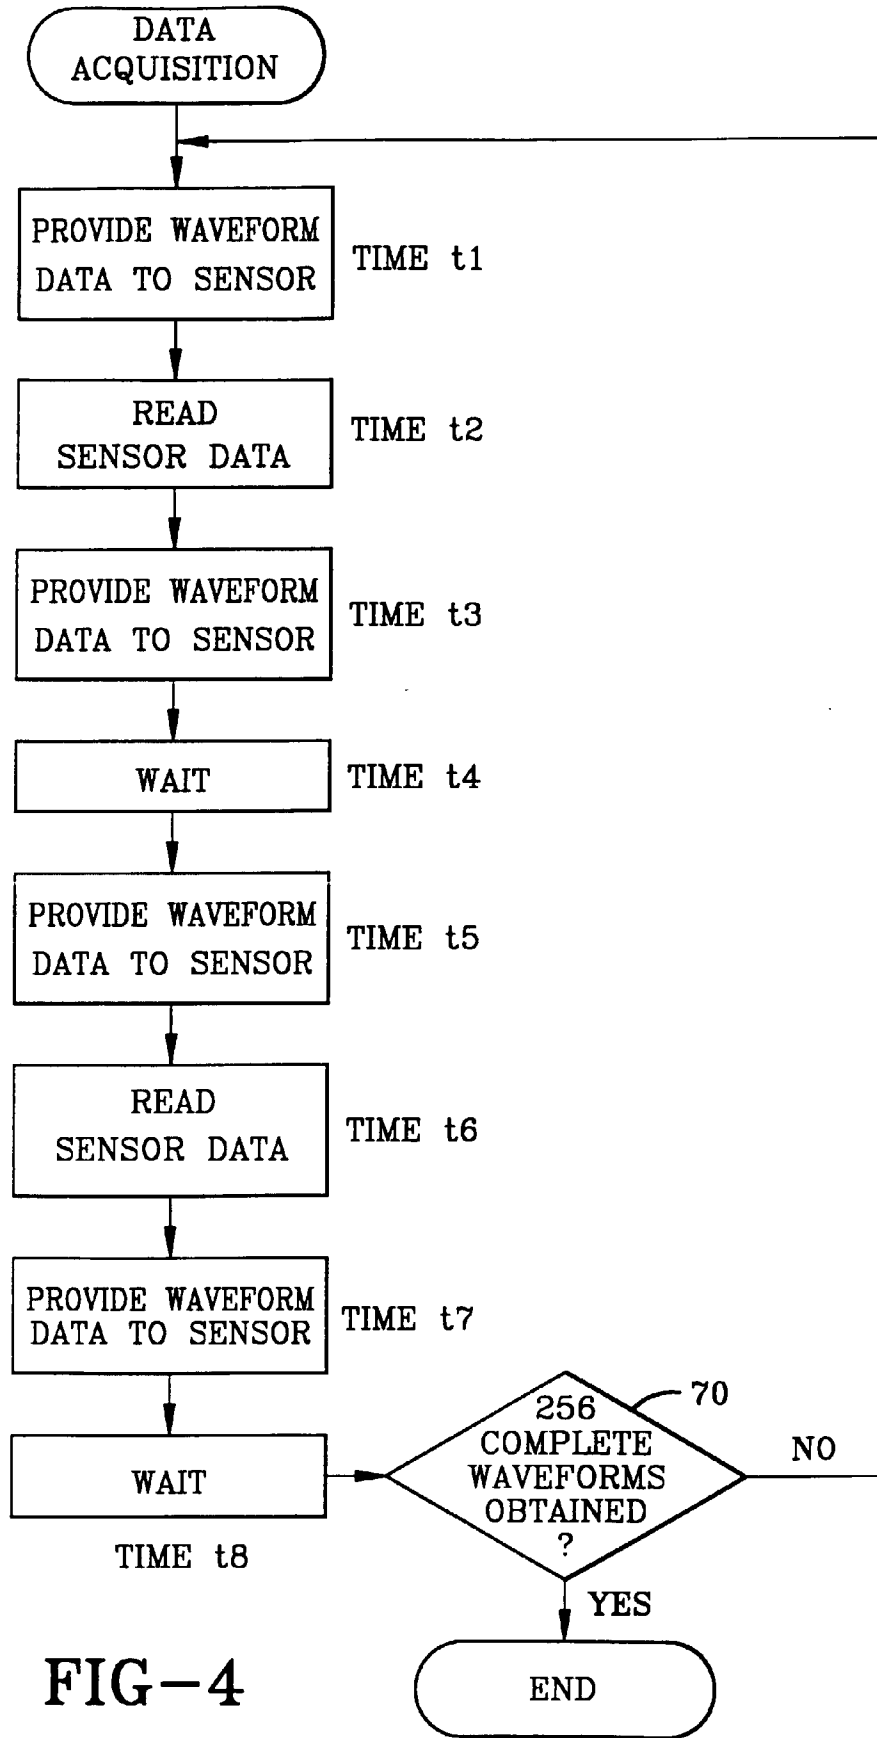 DATA
ACQUISITION
PROVIDE WAVEFORM
DATA TO SENSOR
TIME t1
READ
SENSOR DATA
TIME t2
PROVIDE WAVEFORM
DATA TO SENSOR
TIME t3
WAIT
TIME t4
PROVIDE WAVEFORM
DATA TO SENSOR
TIME t5
READ
SENSOR DATA
TIME t6
PROVIDE WAVEFORM
DATA TO SENSOR
TIME t7
WAIT
TIME t8
256
COMPLETE
WAVEFORMS
OBTAINED
?
70
NO
YES
END
FIG-4